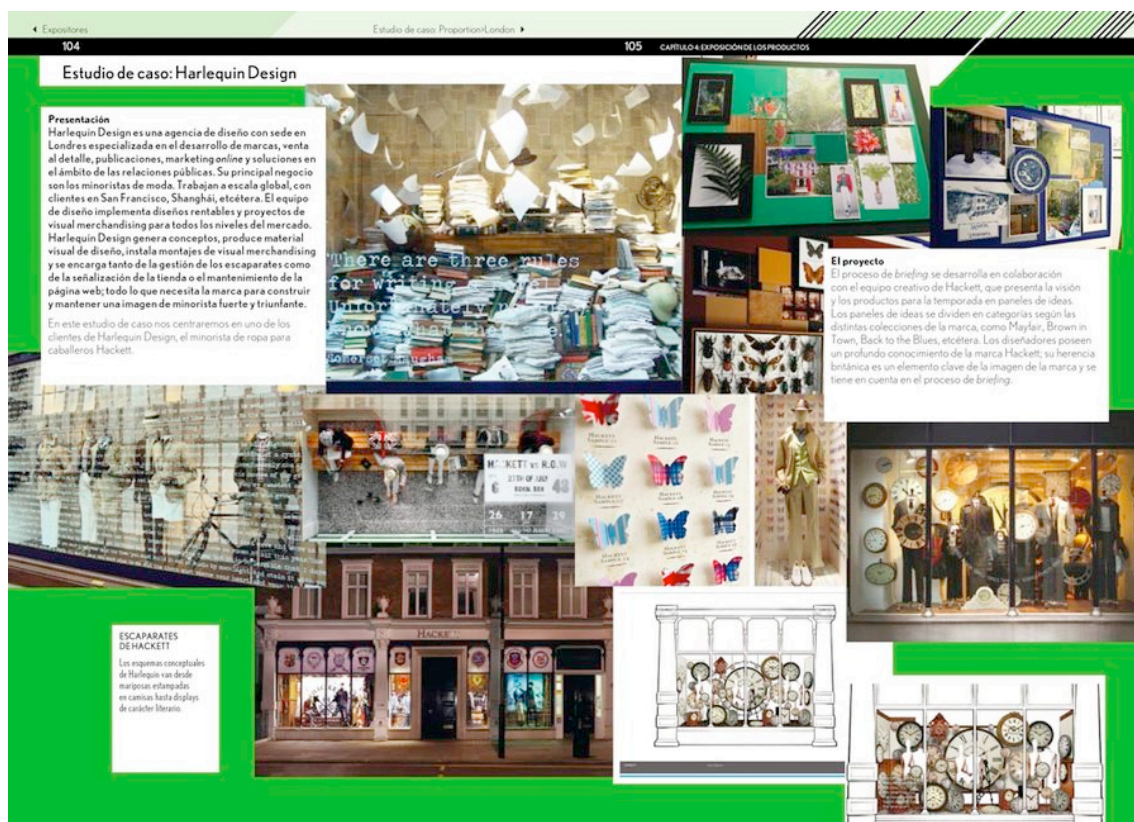 Expositores
Estudio de caso: Proportion>London
104
105 CAPÍTULO 4: EXPOSICIÓN DE LOS PRODUCTOS
Estudio de caso: Harlequin Design
Presentación
Harlequin Design es una agencia de diseño con sede en
Londres especializada en el desarrollo de marcas, venta
al detalle, publicaciones, marketing online y soluciones en
el ámbito de las relaciones públicas. Su principal negocio
son los minoristas de moda. Trabajan a escala global, con
clientes en San Francisco, Shanghái, etcétera. El equipo
de diseño implementa diseños rentables y proyectos de
visual merchandising para todos los niveles del mercado.
Harlequin Design genera conceptos, produce material
visual de diseño, instala montajes de visual merchandising
y se encarga tanto de la gestión de los escaparates como
de la señalización de la tienda o el mantenimiento de la
página web; todo lo que necesita la marca para construir
y mantener una imagen de minorista fuerte y triunfante.
En este estudio de caso nos centraremos en uno de los
clientes de Harlequin Design, el minorista de ropa para
caballeros Hackett.
There are three rules
for writing
Somerset Maugham
El proyecto
El proceso de briefing se desarrolla en colaboración
con el equipo creativo de Hackett, que presenta la visión
y los productos para la temporada en paneles de ideas.
Los paneles de ideas se dividen en categorías según las
distintas colecciones de la marca, como Mayfair, Brown in
Town, Back to the Blues, etcétera. Los diseñadores poseen
un profundo conocimiento de la marca Hackett; su herencia
británica es un elemento clave de la imagen de la marca y se
tiene en cuenta en el proceso de briefing.
HACKETT VS R.O.W
27TH OF JULY
6 48
26 17 29
HACKETT
ESCAPARATES
DE HACKETT
Los esquemas conceptuales
de Harlequin van desde
mariposas estampadas
en camisas hasta displays
de carácter literario.